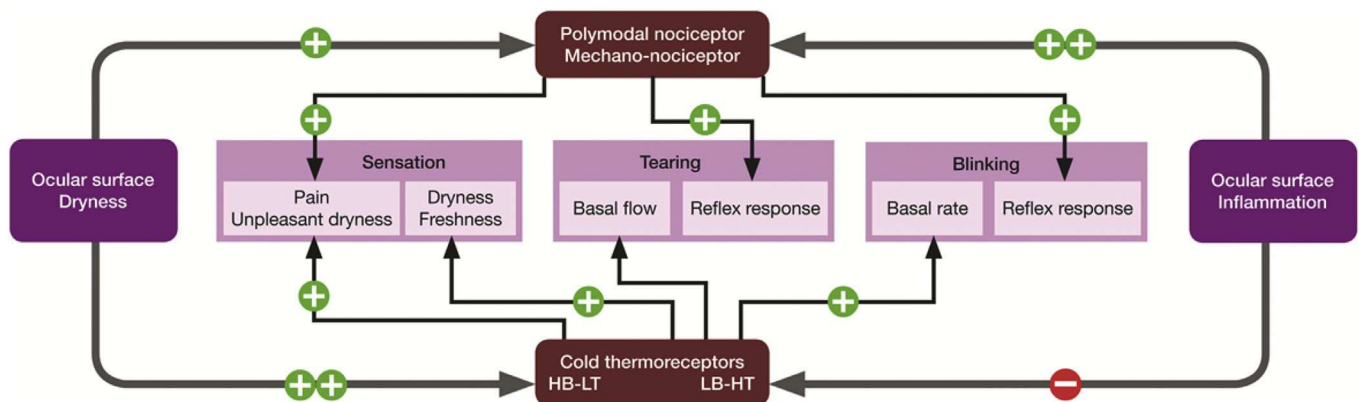 Polymodal nociceptor
Mechano-nociceptor
Ocular surface
Dryness
Sensation
Pain
Unpleasant dryness
Dryness
Freshness
Tearing
Basal flow
Reflex response
Blinking
Basal rate
Reflex response
Ocular surface
Inflammation
Cold thermoreceptors
HB-LT LB-HT